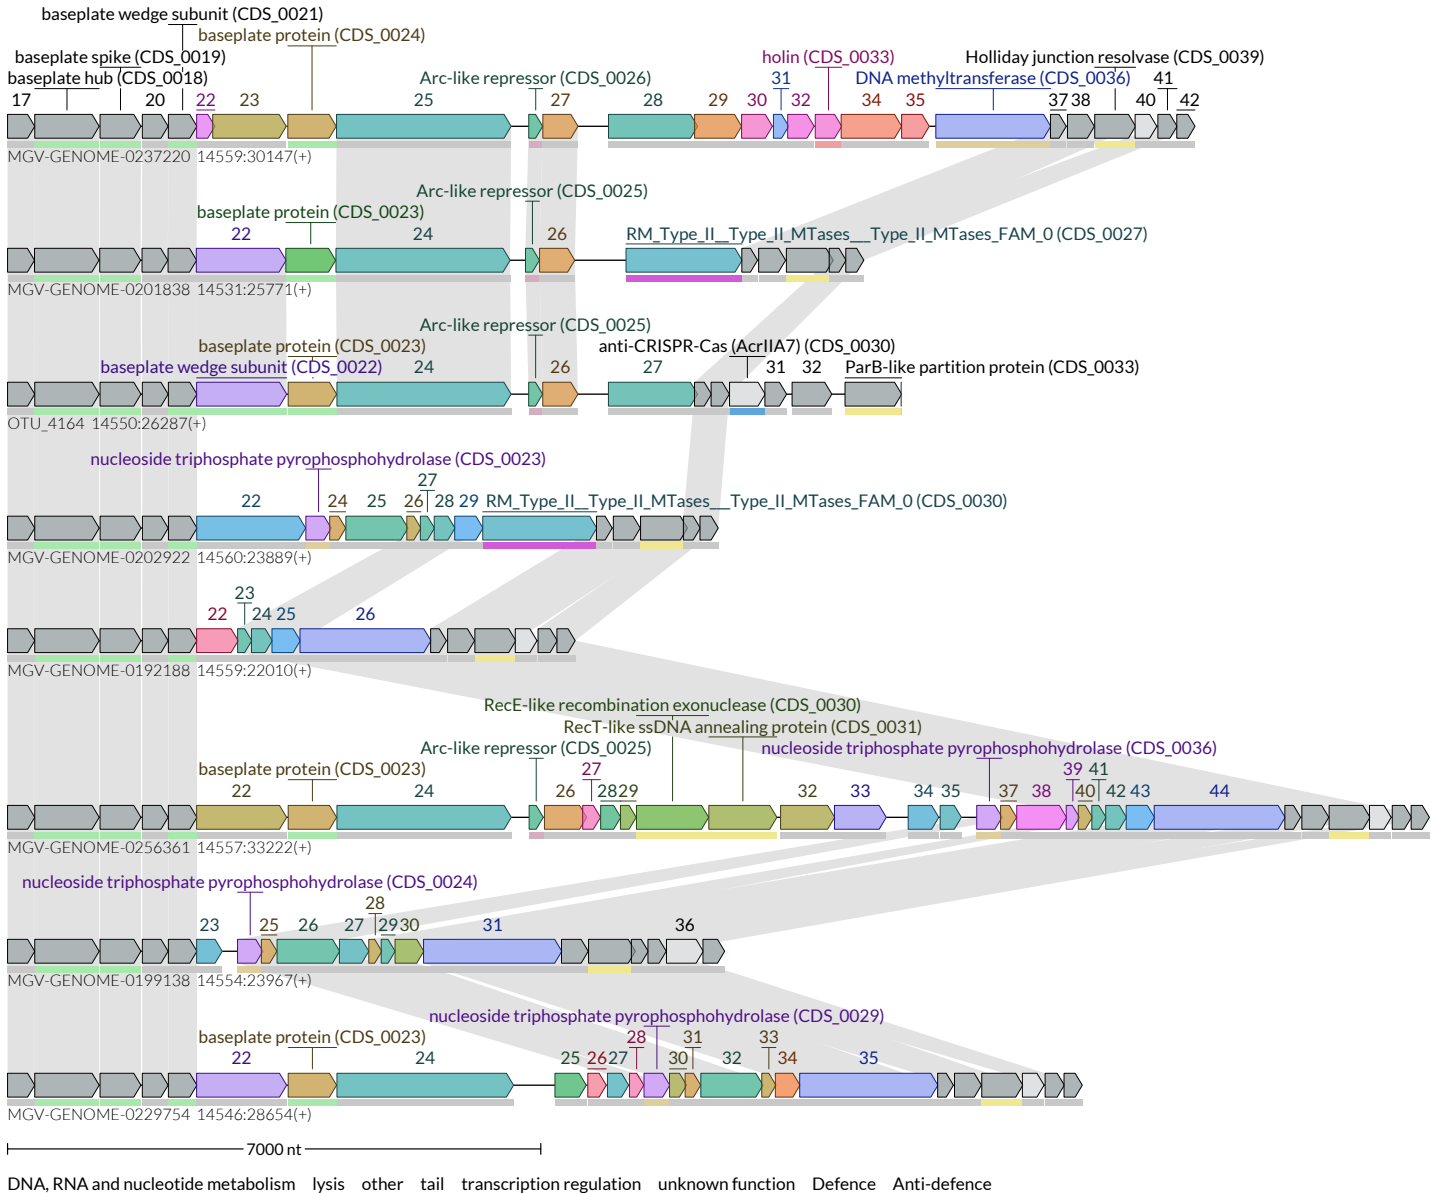 baseplate wedge subunit (CDS_0021)
baseplate protein (CDS_0024)
baseplate spike (CDS_0019) holin (CDS_0033) Holliday junction resolvase (CDS_0039)
baseplate hub (CDS_0018) Arc-like repressor (CDS_0026) 31 DNA methyltransferase (CDS_0036) 41
17 20 22 23 25 27 28 29 30 32 34 35 37 38 40 42
MGV-GENOME-0237220 14559:30147(+)
Arc-like repressor (CDS_0025)
baseplate protein (CDS_0023)
22 24 26 RM_Type_II__Type_II_MTases___Type_II_MTases_FAM_0 (CDS_0027)
MGV-GENOME-0201838 14531:25771(+)
Arc-like repressor (CDS_0025)
baseplate protein (CDS_0023) anti-CRISPR-Cas (AcrIIA7) (CDS_0030)
baseplate wedge subunit (CDS_0022) 24 26 27 31 32 ParB-like partition protein (CDS_0033)
OTU_4164 14550:26287(+)
nucleoside triphosphate pyrophosphohydrolase (CDS_0023)
27
22 24 25 26 28 29 RM_Type_II__Type_II_MTases___Type_II_MTases_FAM_0 (CDS_0030)
MGV-GENOME-0202922 14560:23889(+)
23
22 24 25 26
MGV-GENOME-0192188 14559:22010(+)
RecE-like recombination exonuclease (CDS_0030)
RecT-like ssDNA annealing protein (CDS_0031)
Arc-like repressor (CDS_0025) nucleoside triphosphate pyrophosphohydrolase (CDS_0036)
baseplate protein (CDS_0023) 27 39 41
22 24 26 28 29 32 33 34 35 37 38 40 42 43 44
MGV-GENOME-0256361 14557:33222(+)
nucleoside triphosphate pyrophosphohydrolase (CDS_0024)
28
23 25 26 27 29 30 31 36
MGV-GENOME-0199138 14554:23967(+)
nucleoside triphosphate pyrophosphohydrolase (CDS_0029)
baseplate protein (CDS_0023) 28 31 33
22 24 25 26 27 30 32 34 35
MGV-GENOME-0229754 14546:28654(+)
7000 nt
DNA, RNA and nucleotide metabolism lysis other tail transcription regulation unknown function Defence Anti-defence